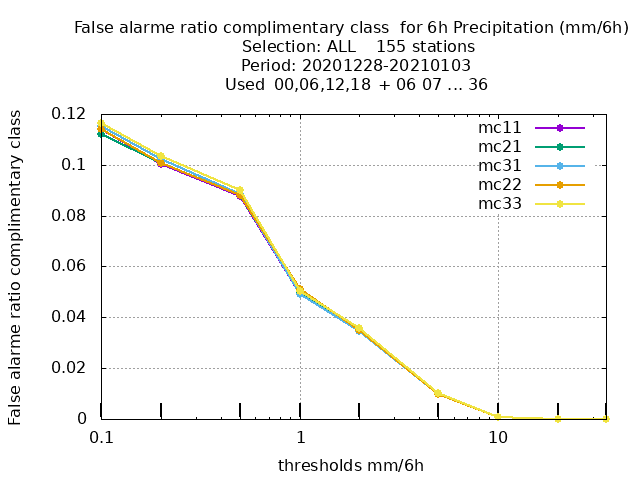 False alarme ratio complimentary class  for 6h Precipitation (mm/6h)
Selection: ALL    155 stations
Period: 20201228-20210103
Used  00,06,12,18  + 06 07 ... 36
False alarme ratio complimentary class
0.12
0.1
0.08
0.06
0.04
0.02
0
mc11
mc21
mc31
mc22
mc33
0.1 1 10
thresholds mm/6h